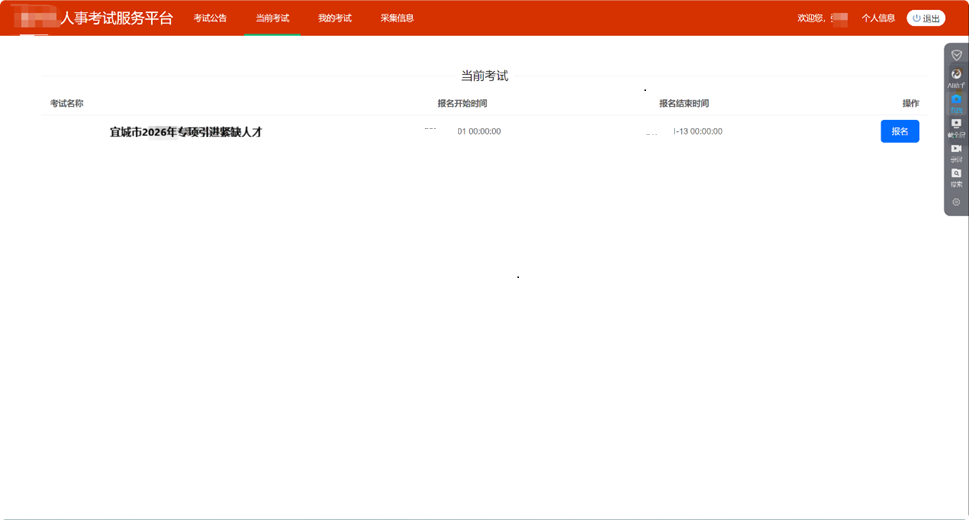 人事考试服务平台 考试公告 当前考试 我的考试 采集信息 欢迎您, 个人信息 退出
当前考试
考试名称 报名开始时间 报名结束时间 操作
宜城市2026年专项引进紧缺人才 01 00:00:00 -13 00:00:00 报名
搜索